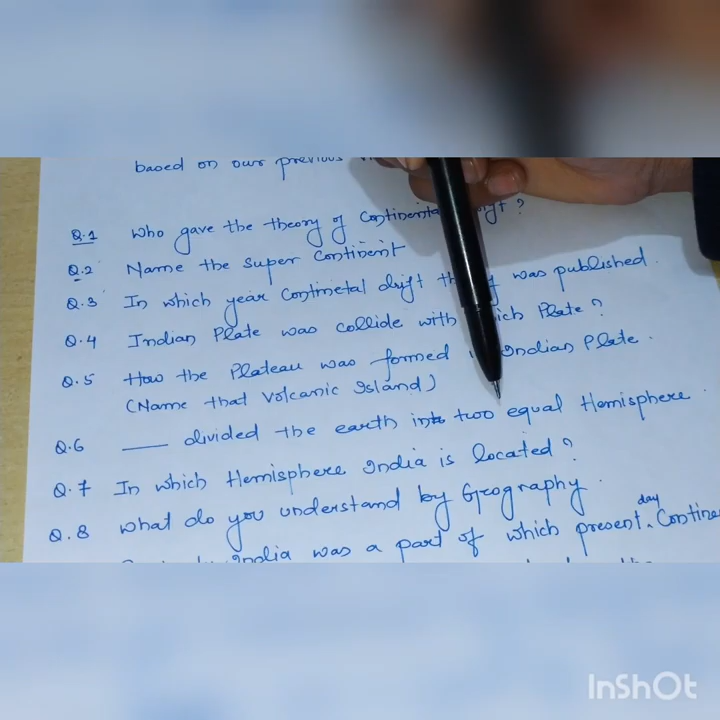 based on our previous
Q.1 Who gave the theory of Continental ?
Q.2 Name the super Continent
Q.3 In which year Continetal drift was published.
Q.4 Indian Plate was collide with Plate ?
Q.5 How the Plateau was formed Indian Plate.
(Name that Volcanic Island)
Q.6 ___ divided the earth into two equal Hemisphere.
Q.7 In which Hemisphere India is located ?
Q.8 What do you understand by Geography.
India was a part of which present day
InShOt